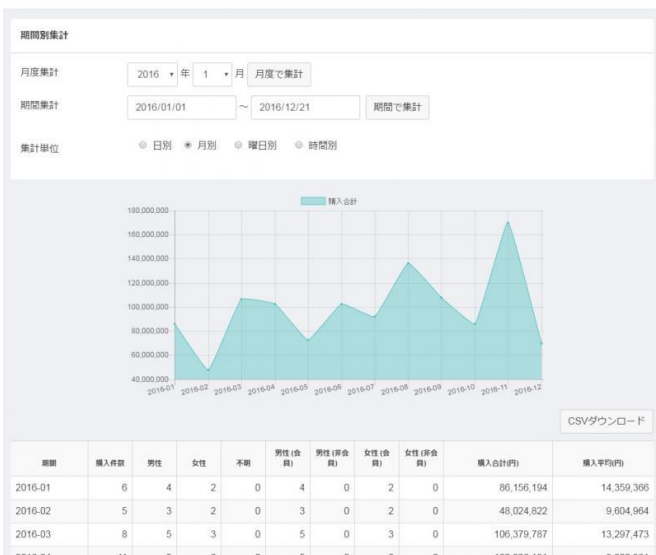 期間別集計
月度集計 2016 年 1 月 月度で集計
期間集計 2016/01/01 ～ 2016/12/21 期間で集計
集計単位 日別 月別 曜日別 時間別
購入合計
180,000,000
160,000,000
140,000,000
120,000,000
100,000,000
80,000,000
60,000,000
40,000,000
2016-01 2016-02 2016-03 2016-04 2016-05 2016-06 2016-07 2016-08 2016-09 2016-10 2016-11 2016-12
CSVダウンロード
期間 購入件数 男性 女性 不明 男性(会員) 男性(非会員) 女性(会員) 女性(非会員) 購入合計(円) 購入平均(円)
2016-01 6 4 2 0 4 0 2 0 86,156,194 14,359,366
2016-02 5 3 2 0 3 0 2 0 48,024,822 9,604,964
2016-03 8 5 3 0 5 0 3 0 106,379,787 13,297,473